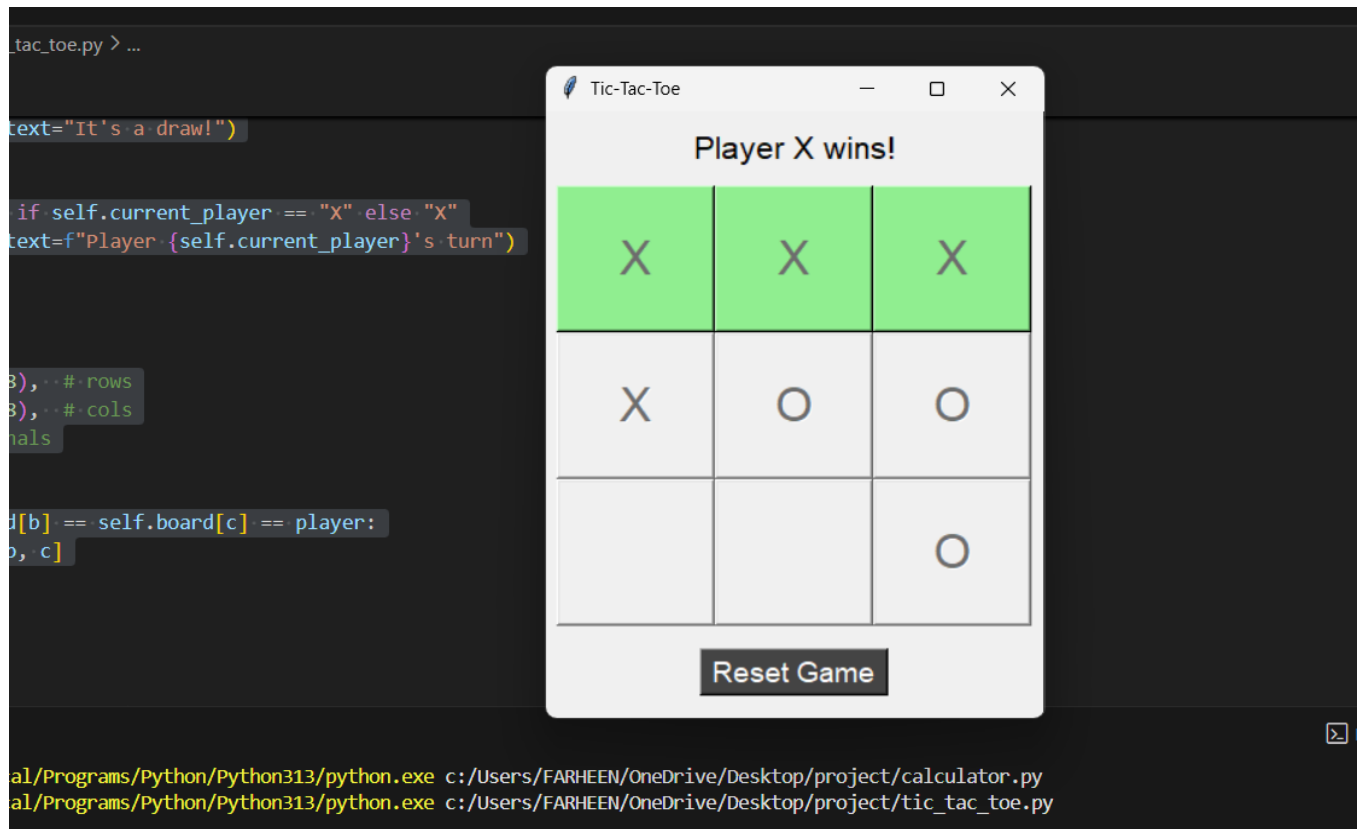 _tac_toe.py > ...
text="It's a draw!")
if self.current_player == "X" else "X"
text=f"Player {self.current_player}'s turn")
3), # rows
3), # cols
nals
d[b] == self.board[c] == player:
, c]
Tic-Tac-Toe
Player X wins!
X X X
X O O
O
Reset Game
cal/Programs/Python/Python313/python.exe c:/Users/FARHEEN/OneDrive/Desktop/project/calculator.py
cal/Programs/Python/Python313/python.exe c:/Users/FARHEEN/OneDrive/Desktop/project/tic_tac_toe.py